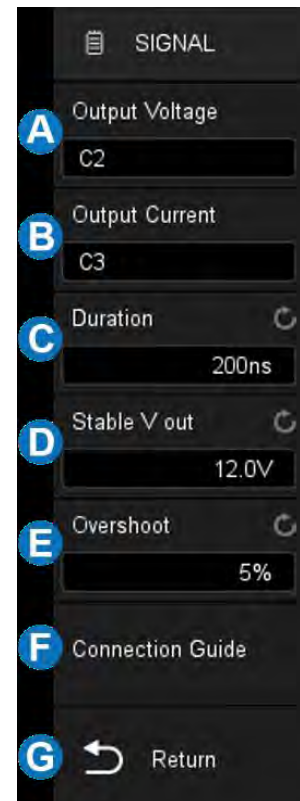 SIGNAL
A Output Voltage
C2
B Output Current
C3
C Duration
200ns
D Stable V out
12.0V
E Overshoot
5%
F Connection Guide
G Return